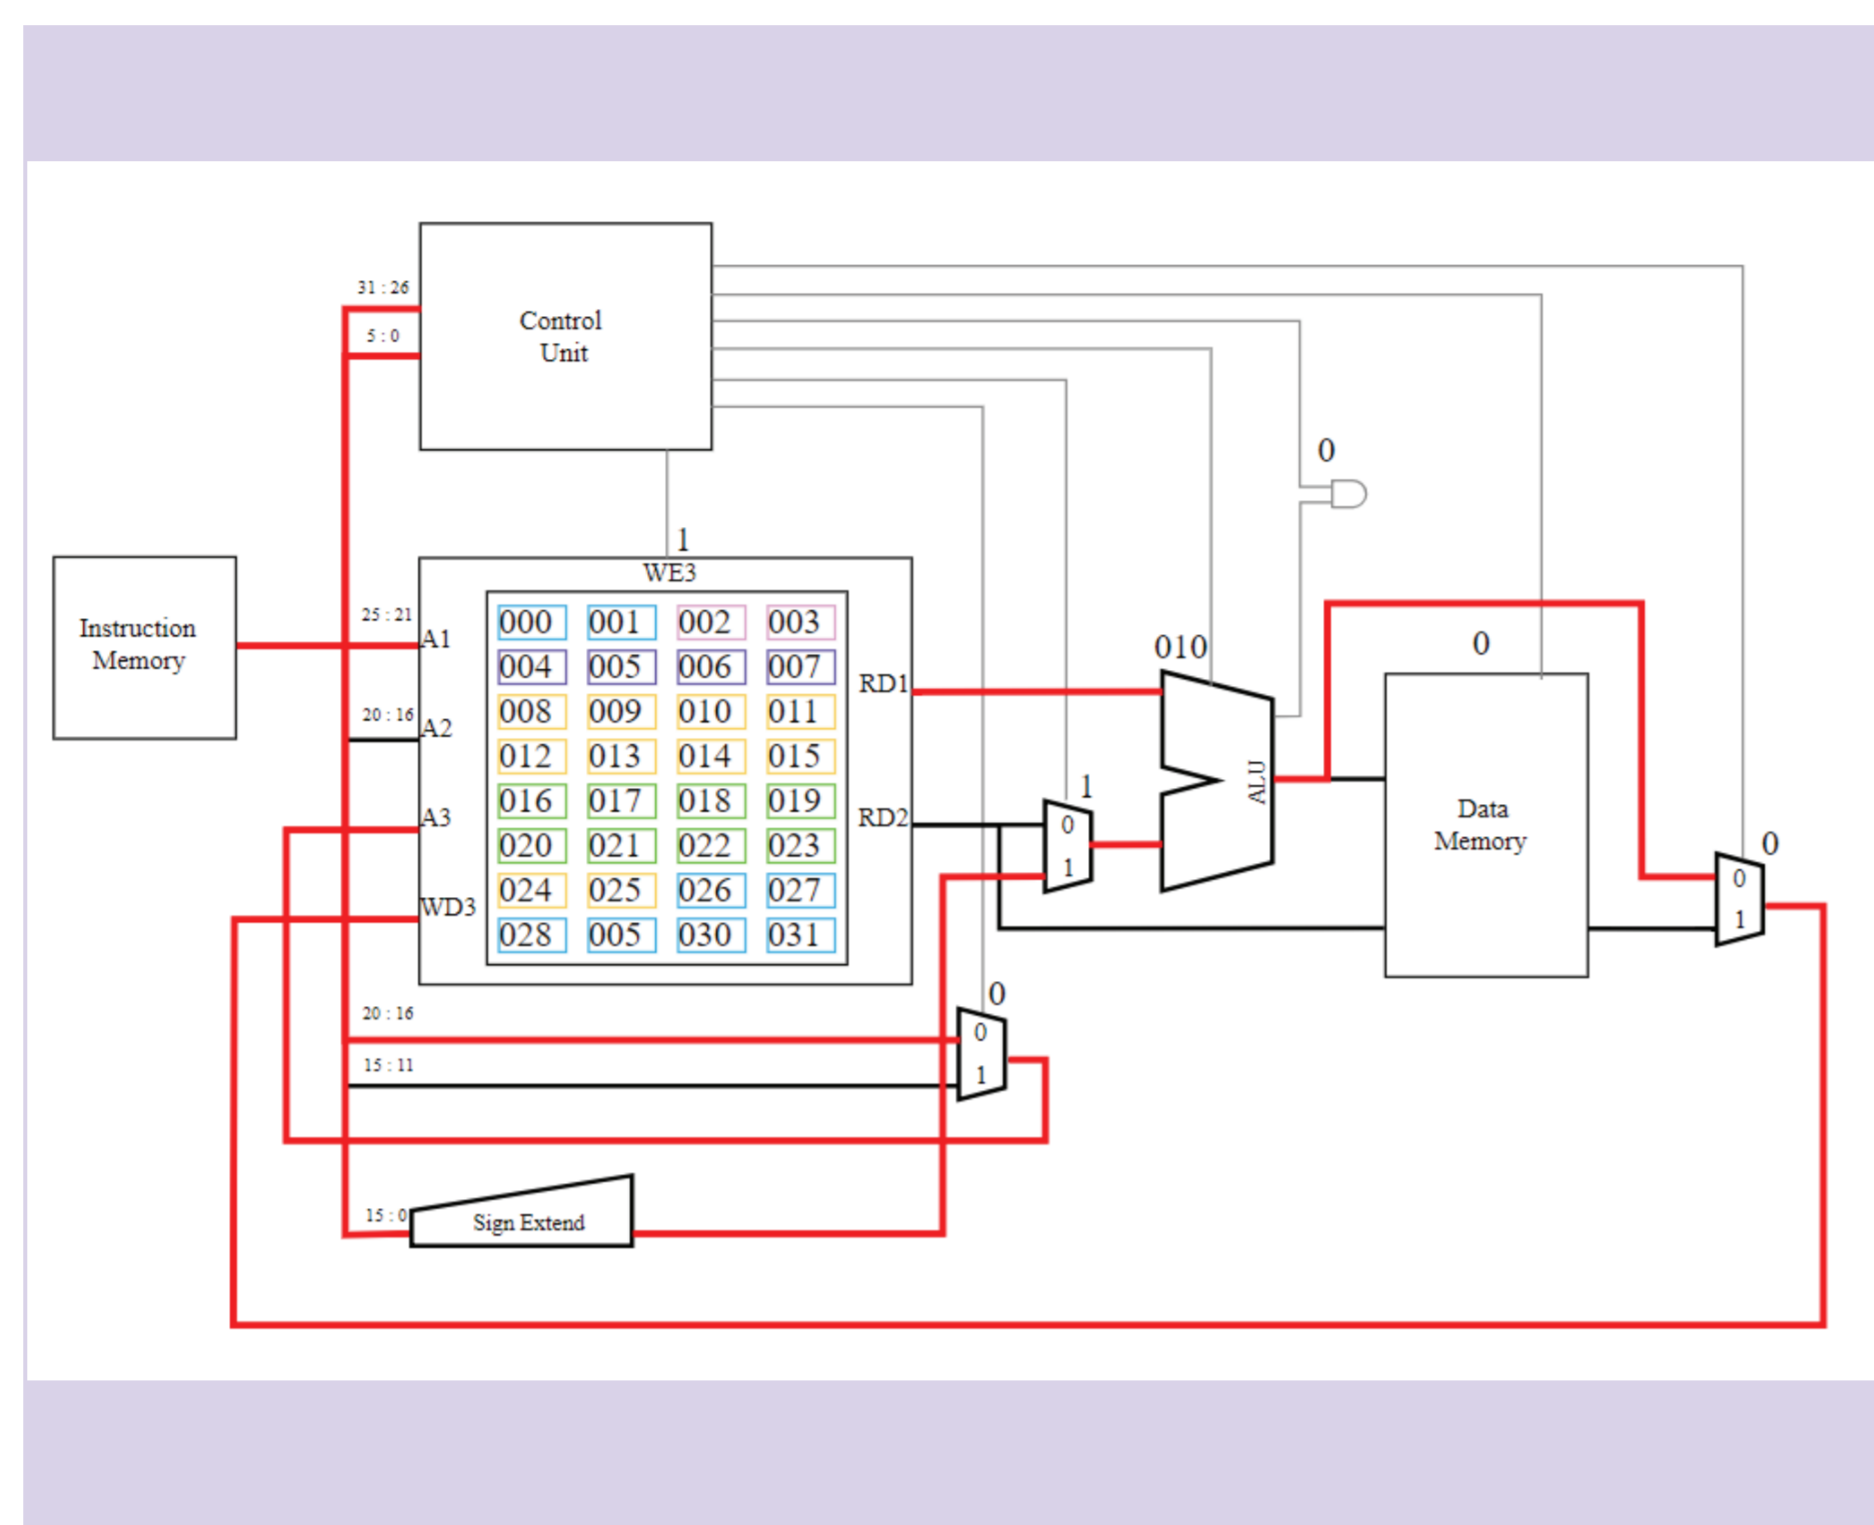 31 : 26
5 : 0
Control
Unit
0
1
WE3
Instruction
Memory
25 : 21
A1
20 : 16
A2
A3
WD3
000 001 002 003
004 005 006 007
008 009 010 011
012 013 014 015
016 017 018 019
020 021 022 023
024 025 026 027
028 005 030 031
RD1
RD2
010
ALU
1
0
1
0
Data
Memory
0
0
1
20 : 16
15 : 11
0
0
1
15 : 0
Sign Extend